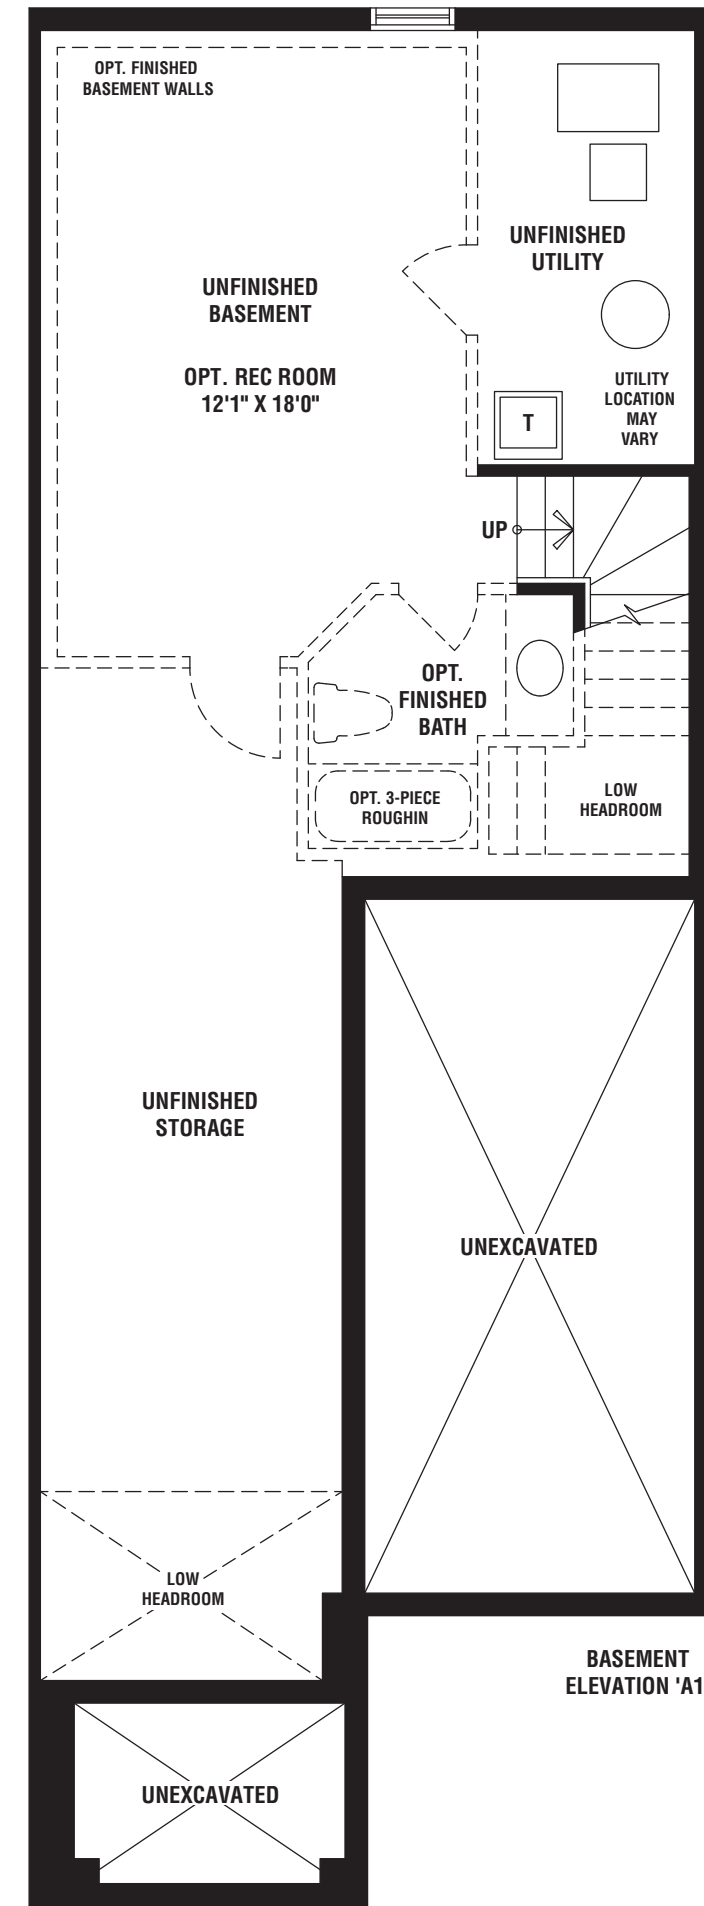 OPT. FINISHED
BASEMENT WALLS
UNFINISHED
UTILITY
UNFINISHED
BASEMENT
OPT. REC ROOM
12'1" X 18'0"
UTILITY
LOCATION
MAY
VARY
T
UP
OPT.
FINISHED
BATH
OPT. 3-PIECE
ROUGHIN
LOW
HEADROOM
UNFINISHED
STORAGE
UNEXCAVATED
LOW
HEADROOM
BASEMENT
ELEVATION 'A1
UNEXCAVATED